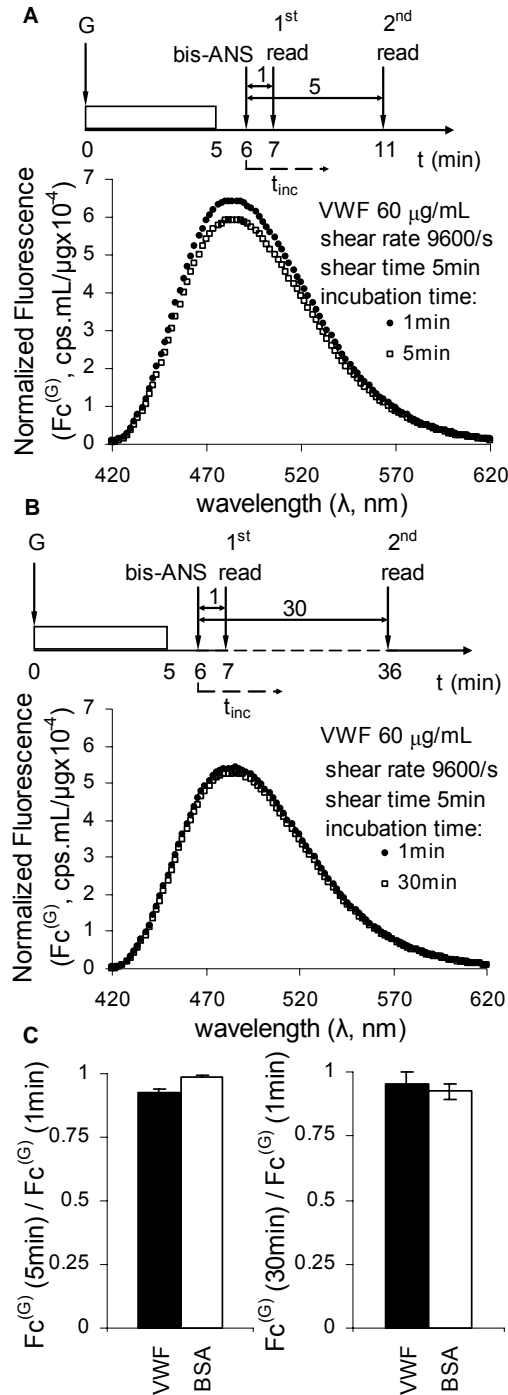 A
G
1st
2nd
bis-ANS read read
1
5
0 5 6 7 11 t (min)
tinc
Normalized Fluorescence
(Fc(G), cps.mL/µgx10-4)
7
6
5
4
3
2
1
0
VWF 60 µg/mL
shear rate 9600/s
shear time 5min
incubation time:
1min
5min
420 470 520 570 620
wavelength (λ, nm)
B
G
1st
2nd
bis-ANS read read
1
30
0 5 6 7 36 t (min)
tinc
Normalized Fluorescence
(Fc(G), cps.mL/µgx10-4)
7
6
5
4
3
2
1
0
VWF 60 µg/mL
shear rate 9600/s
shear time 5min
incubation time:
1min
30min
420 470 520 570 620
wavelength (λ, nm)
C
Fc(G) (5min) / Fc(G) (1min)
1
0.75
0.5
0.25
0
VWF
BSA
Fc(G) (30min) / Fc(G) (1min)
1
0.75
0.5
0.25
0
VWF
BSA